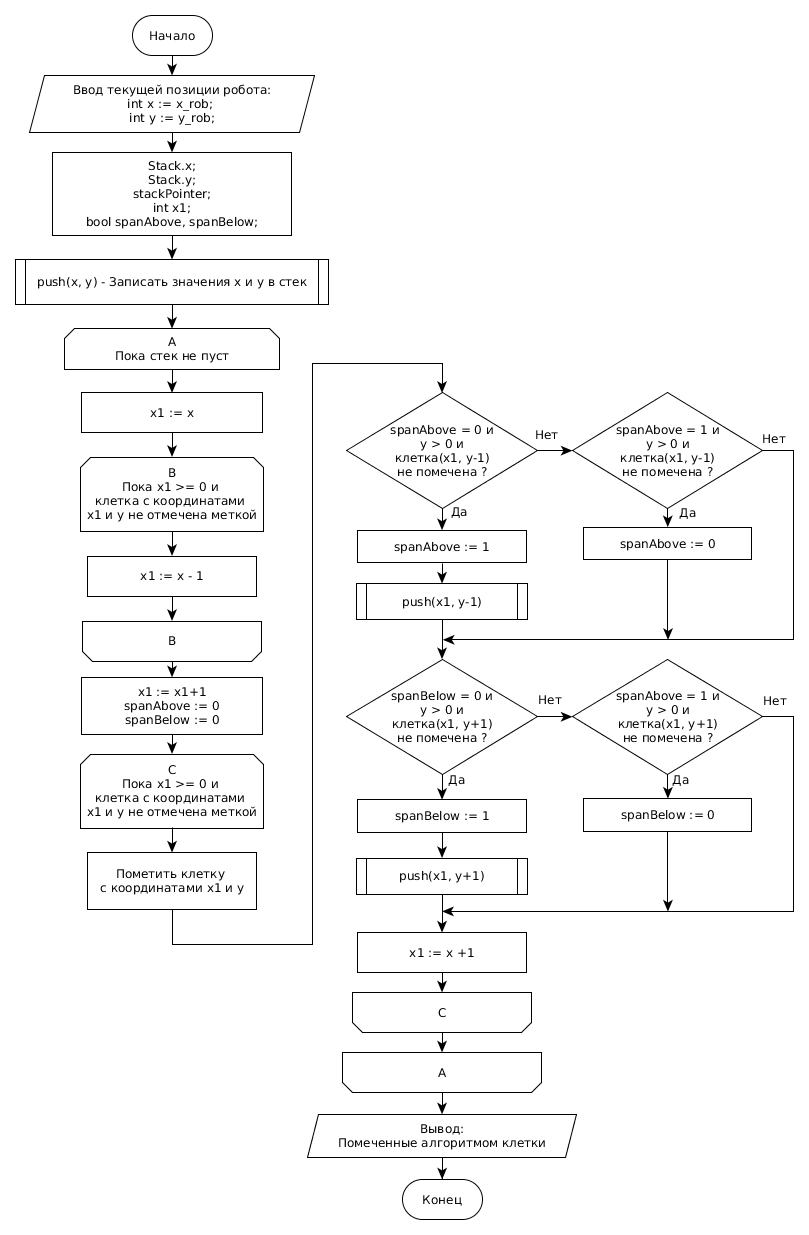 Начало
Ввод текущей позиции робота:
int x := x_rob;
int y := y_rob;
Stack.x;
Stack.y;
stackPointer;
int x1;
bool spanAbove, spanBelow;
push(x, y) - Записать значения x и y в стек
A
Пока стек не пуст
x1 := x
B
Пока x1 >= 0 и
клетка с координатами
x1 и y не отмечена меткой
x1 := x - 1
B
x1 := x1+1
spanAbove := 0
spanBelow := 0
C
Пока x1 >= 0 и
клетка с координатами
x1 и y не отмечена меткой
Пометить клетку
с координатами x1 и y
spanAbove = 0 и
y > 0 и
клетка(x1, y-1)
не помечена ?
Нет
Да
spanAbove = 1 и
y > 0 и
клетка(x1, y-1)
не помечена ?
Нет
Да
spanAbove := 1
spanAbove := 0
push(x1, y-1)
spanBelow = 0 и
y > 0 и
клетка(x1, y+1)
не помечена ?
Нет
Да
spanAbove = 1 и
y > 0 и
клетка(x1, y+1)
не помечена ?
Нет
Да
spanBelow := 1
spanBelow := 0
push(x1, y+1)
x1 := x +1
C
A
Вывод:
Помеченные алгоритмом клетки
Конец